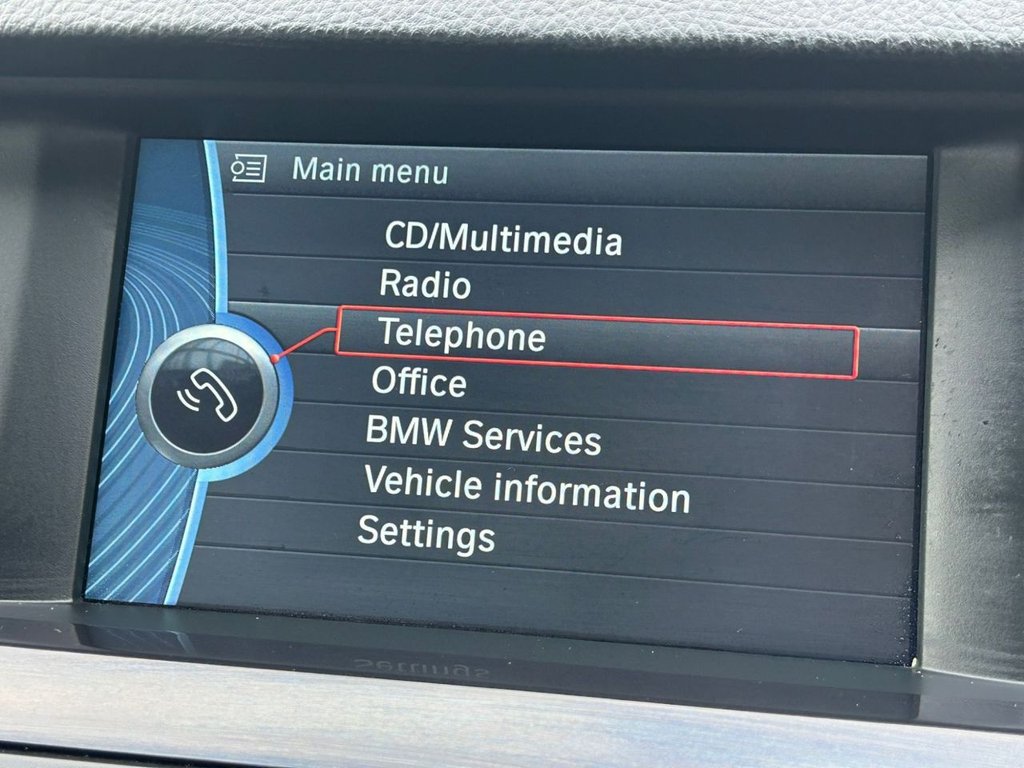 Main menu
CD/Multimedia
Radio
Telephone
Office
BMW Services
Vehicle information
Settings